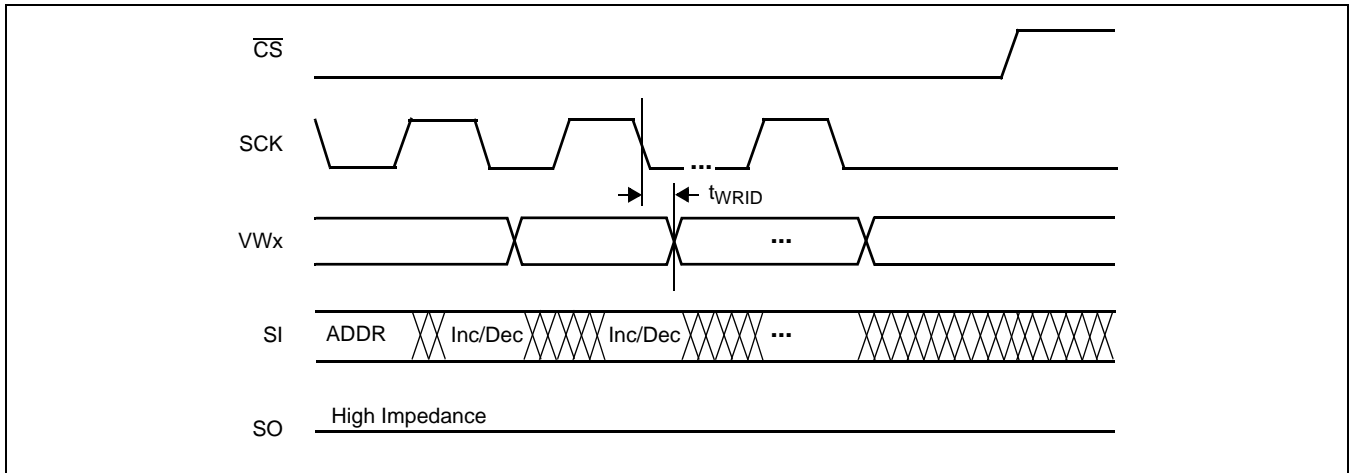 CS
SCK
...
tWRID
VWx
...
SI ADDR Inc/Dec Inc/Dec ...
SO High Impedance